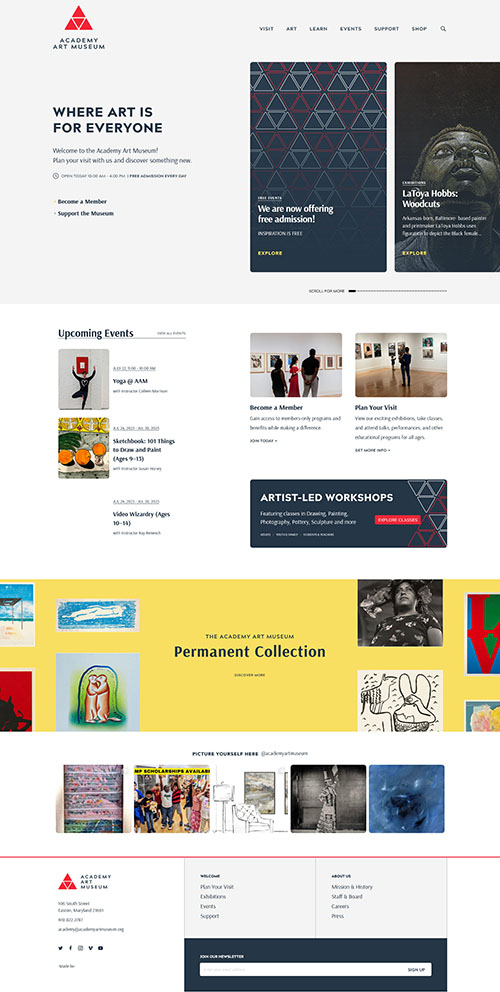 ACADEMY
ART MUSEUM
VISIT ART LEARN EVENTS SUPPORT SHOP
WHERE ART IS
FOR EVERYONE
Welcome to the Academy Art Museum!
Plan your visit with us and discover something new.
OPEN TODAY 10:00 AM - 4:00 PM | FREE ADMISSION EVERY DAY
Become a Member
Support the Museum
FREE EVENTS
We are now offering
free admission!
INSPIRATION IS FREE
EXPLORE
EXHIBITIONS
LaToya Hobbs:
Woodcuts
Arkansas-born, Baltimore- based painter
and printmaker LaToya Hobbs uses
figuration to depict the Black female...
EXPLORE
SCROLL FOR MORE
Upcoming Events
VIEW ALL EVENTS
JULY 22, 9:00 - 10:00 AM
Yoga @ AAM
with Instructor Colleen Morrison
JUL 24, 2023 - JUL 30, 2023
Sketchbook: 101 Things
to Draw and Paint
(Ages 9–13)
with Instructor Susan Horsey
JUL 24, 2023 - JUL 30, 2023
Video Wizardry (Ages
10–14)
with Instructor Ray Remesch
Become a Member
Gain access to members-only programs and
benefits while making a difference.
JOIN TODAY >
Plan Your Visit
View our exciting exhibitions, take classes,
and attend talks, performances, and other
educational programs for all ages.
GET MORE INFO >
ARTIST-LED WORKSHOPS
Featuring classes in Drawing, Painting,
Photography, Pottery, Sculpture and more
EXPLORE CLASSES
ADULTS YOUTH & FAMILY STUDENTS & TEACHERS
THE ACADEMY ART MUSEUM
Permanent Collection
DISCOVER MORE
PICTURE YOURSELF HERE @academyartmuseum
MP SCHOLARSHIPS AVAILAB
ACADEMY
ART
MUSEUM
106 South Street
Easton, Maryland 21601
410 822 2787
academy@academyartmuseum.org
Made by
WELCOME
Plan Your Visit
Exhibitions
Events
Support
ABOUT US
Mission & History
Staff & Board
Careers
Press
JOIN OUR NEWSLETTER
SIGN UP